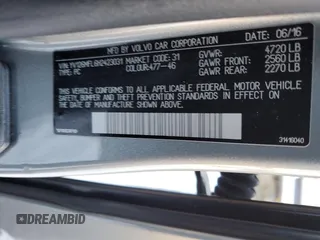 MFD BY VOLVO CAR CORPORATION 06/16
MARKET CODE: 31 GVWR: 4720 LB
TYPE: PC COLOUR: 477-46 GAWR FRONT: 2560 LB
GAWR REAR: 2270 LB
THIS VEHICLE CONFORMS TO ALL APPLICABLE FEDERAL MOTOR VEHICLE
SAFETY, BUMPER AND THEFT PREVENTION STANDARDS IN EFFECT ON THE
DATE OF MANUFACTURE SHOWN ABOVE.
31416040
DREAMBID